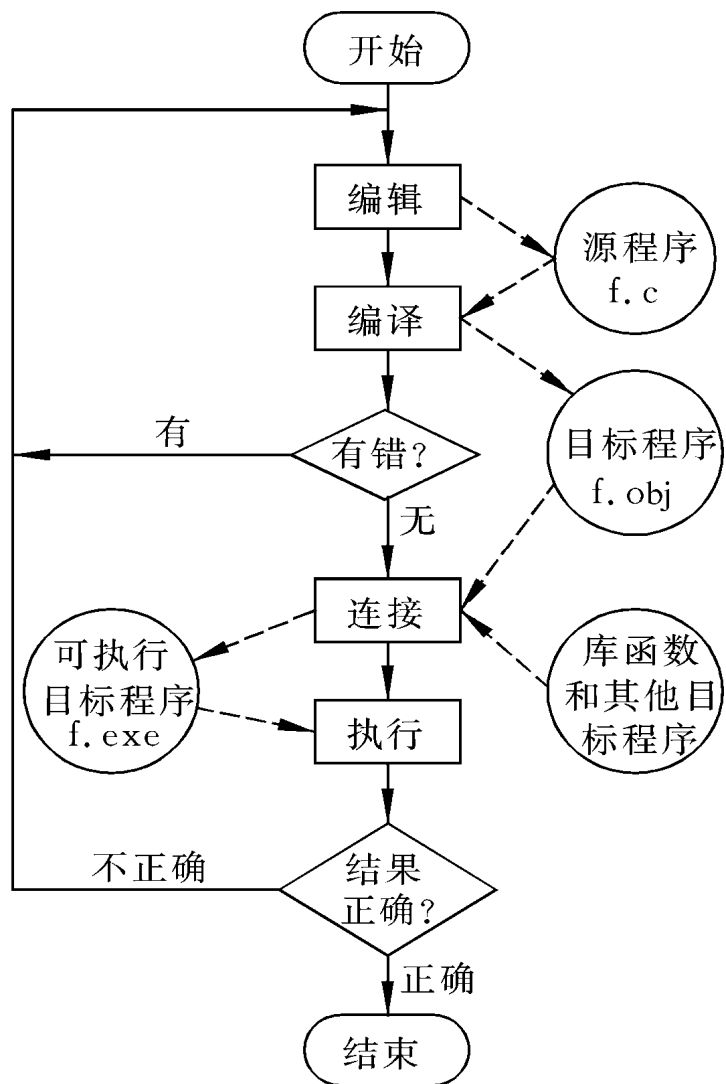 开始
编辑
源程序
f.c
编译
有
有错?
目标程序
f.obj
无
连接
可执行
目标程序
f.exe
库函数
和其他目
标程序
执行
不正确
结果
正确?
正确
结束